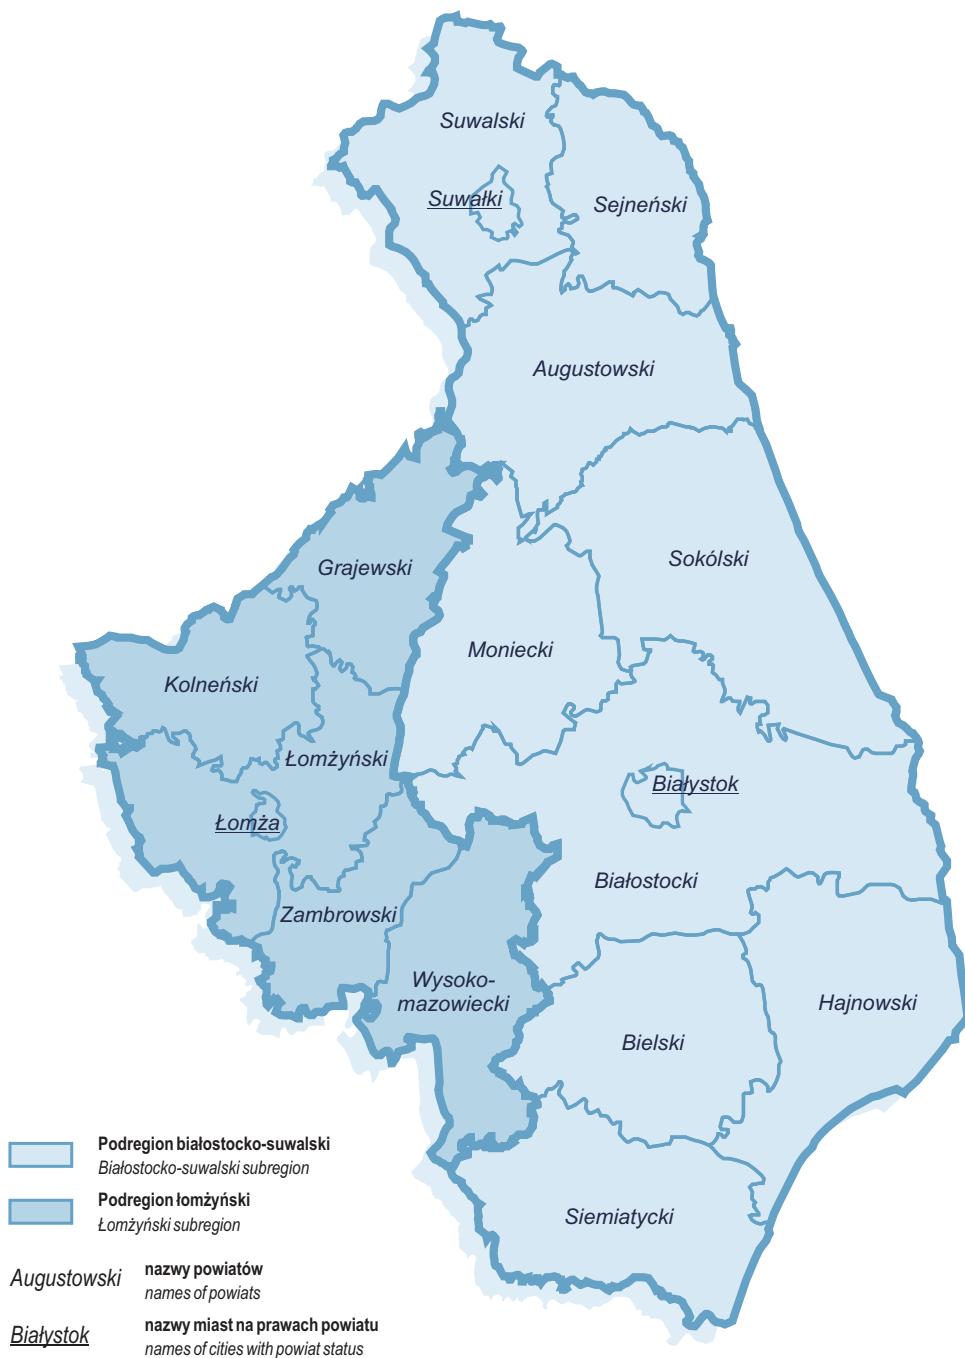 Suwalski
Suwałki
Sejneński
Augustowski
Sokólski
Grajewski
Moniecki
Kolneński
Łomżyński
Białystok
Łomża
Białostocki
Zambrowski
Wysoko-
mazowiecki
Hajnowski
Bielski
Siemiatycki
Podregion białostocko-suwalski
Białostocko-suwalski subregion
Podregion łomżyński
Łomżyński subregion
Augustowski
nazwy powiatów
names of powiats
Białystok
nazwy miast na prawach powiatu
names of cities with powiat status